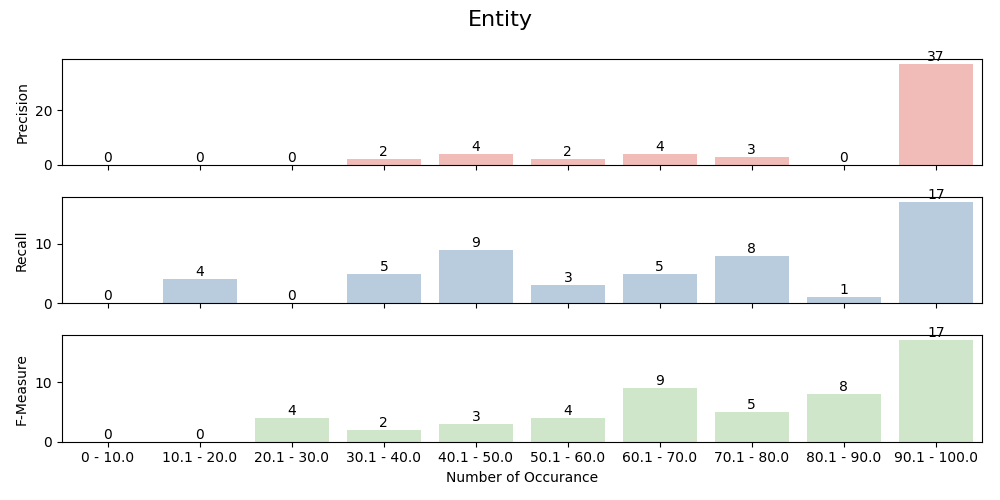 Entity
Precision
20
0
0 0 0 2 4 2 4 3 0 37
Recall
10
0
0 4 0 5 9 3 5 8 1 17
F-Measure
10
0
0 0 4 2 3 4 9 5 8 17
0 - 10.0 10.1 - 20.0 20.1 - 30.0 30.1 - 40.0 40.1 - 50.0 50.1 - 60.0 60.1 - 70.0 70.1 - 80.0 80.1 - 90.0 90.1 - 100.0
Number of Occurance